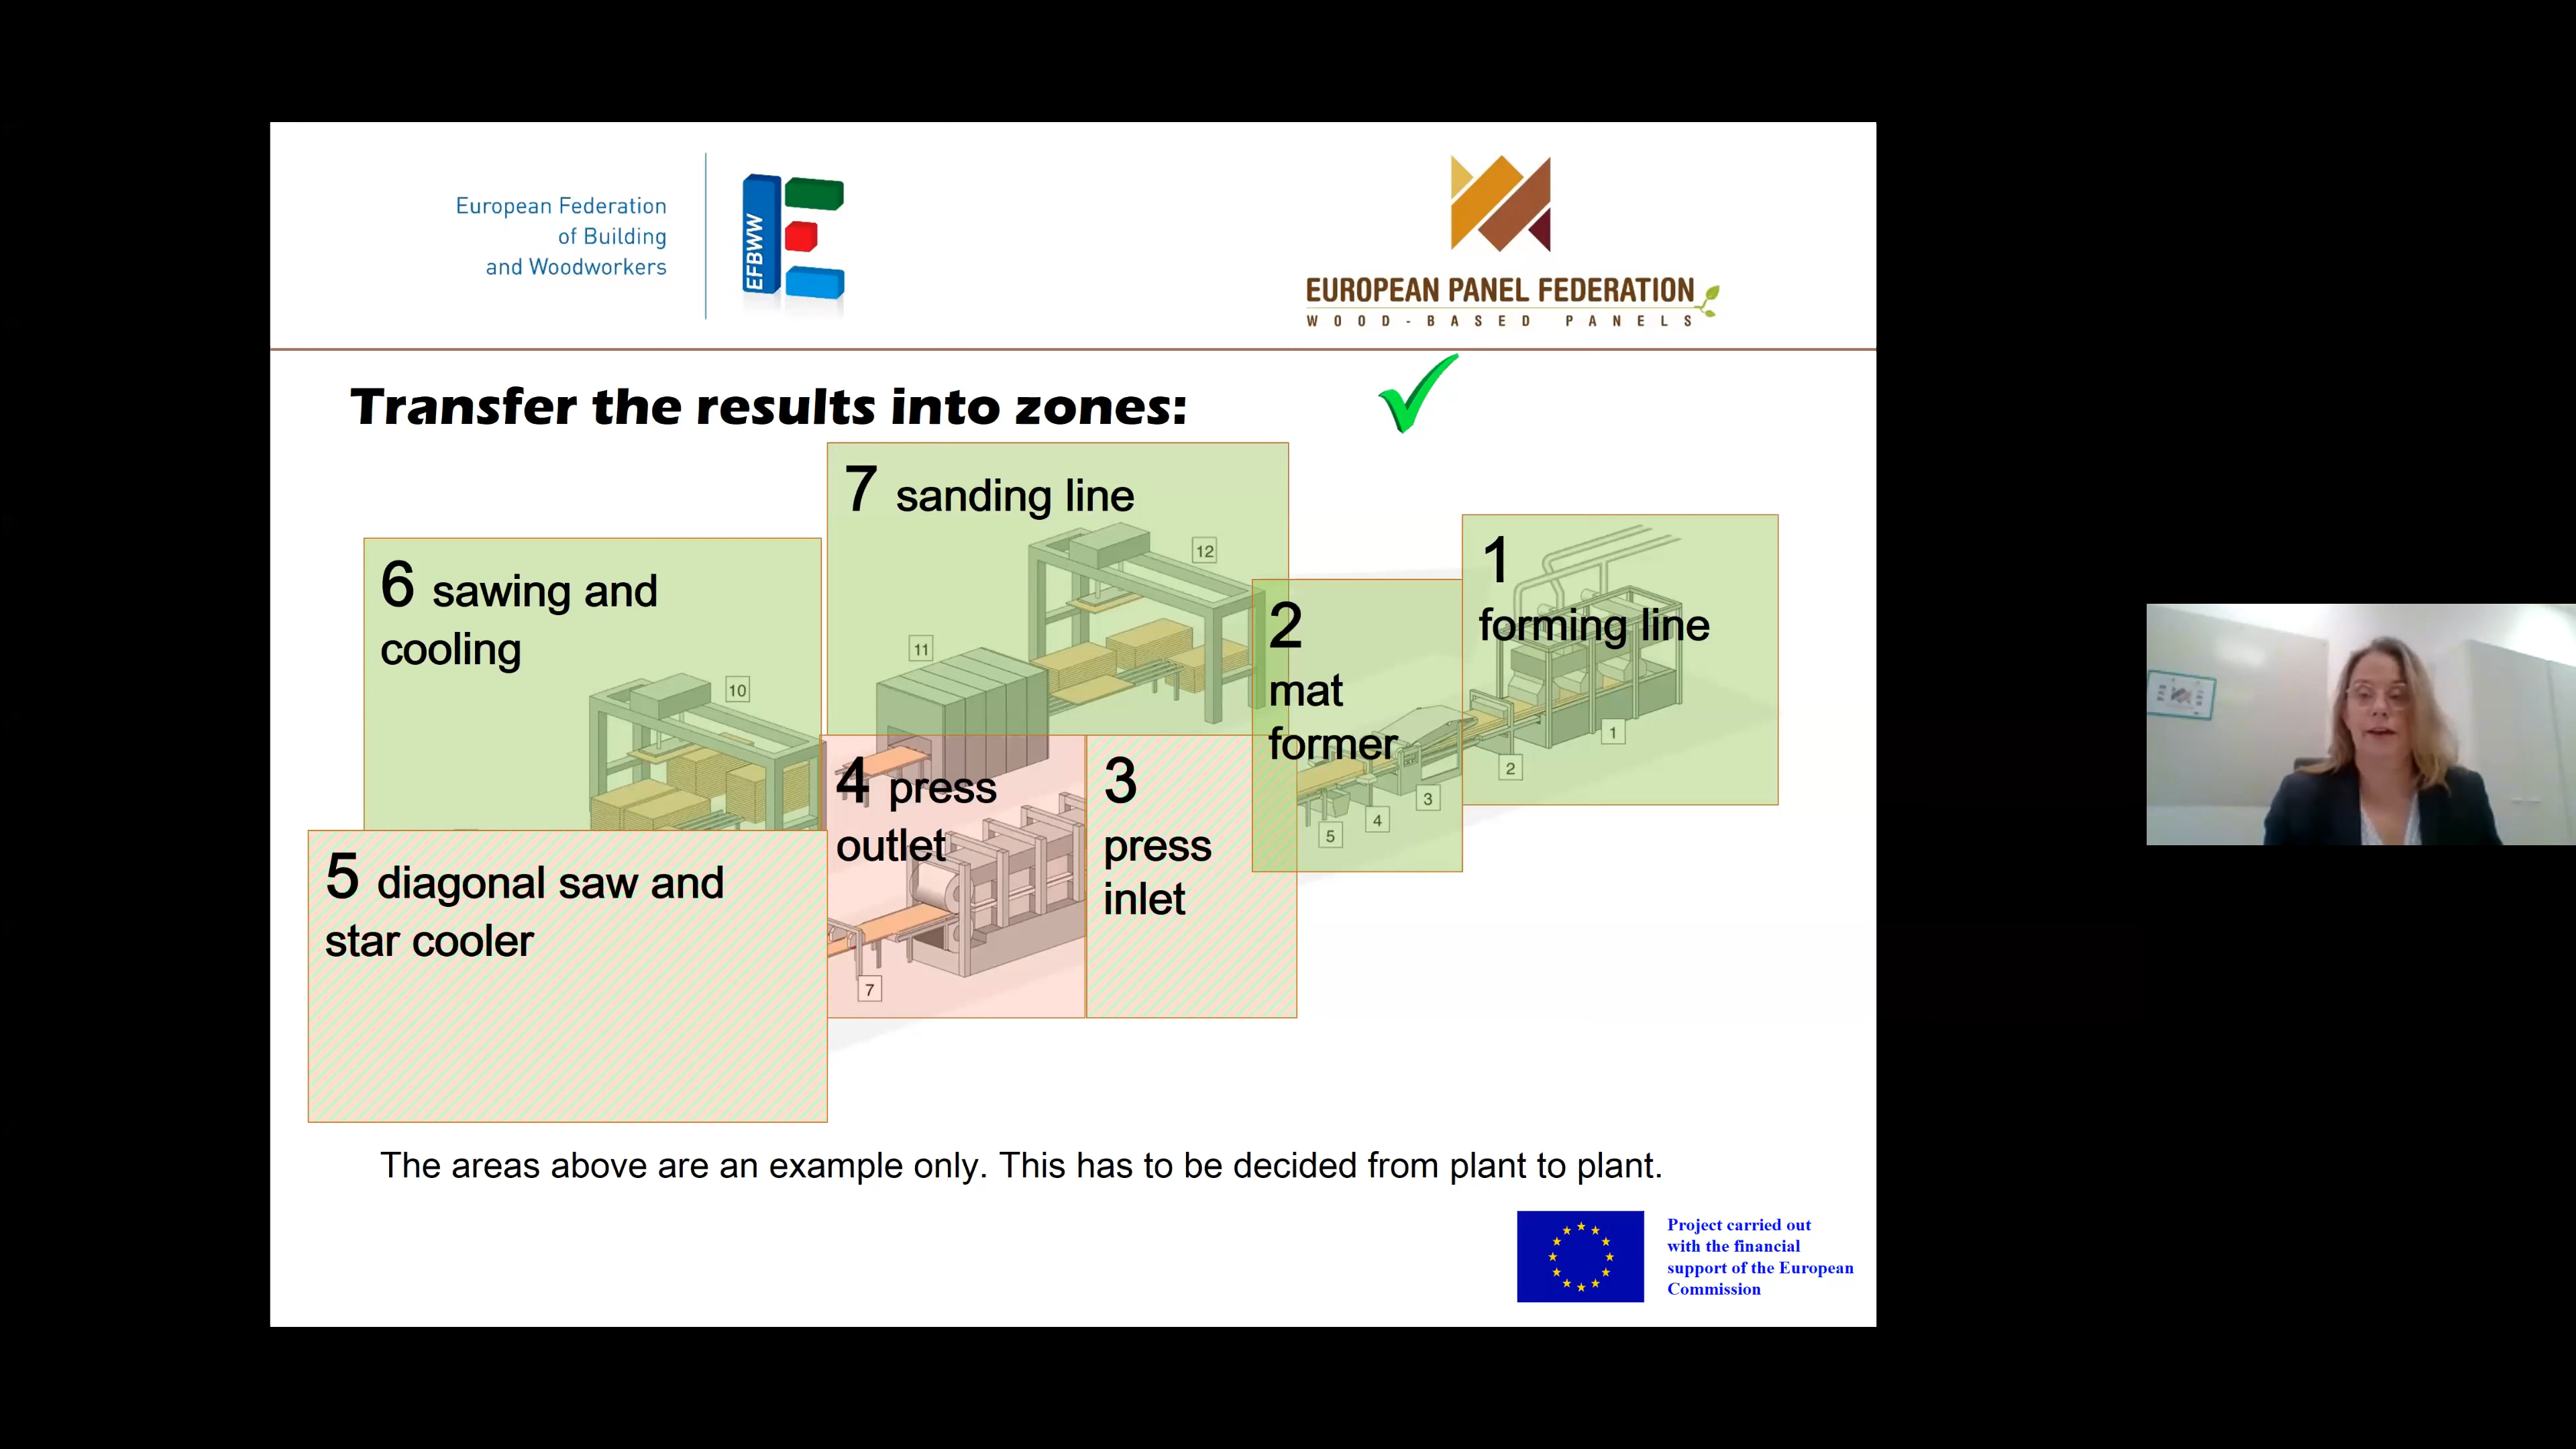 European Federation
of Building
and Woodworkers
EFBWW
EUROPEAN PANEL FEDERATION
WOOD-BASED PANELS
Transfer the results into zones:
7 sanding line
12
11
6 sawing and
cooling
10
1
forming line
1
2
mat
former
2
3
4
5
4 press
outlet
7
3
press
inlet
5 diagonal saw and
star cooler
The areas above are an example only. This has to be decided from plant to plant.
Project carried out
with the financial
support of the European
Commission